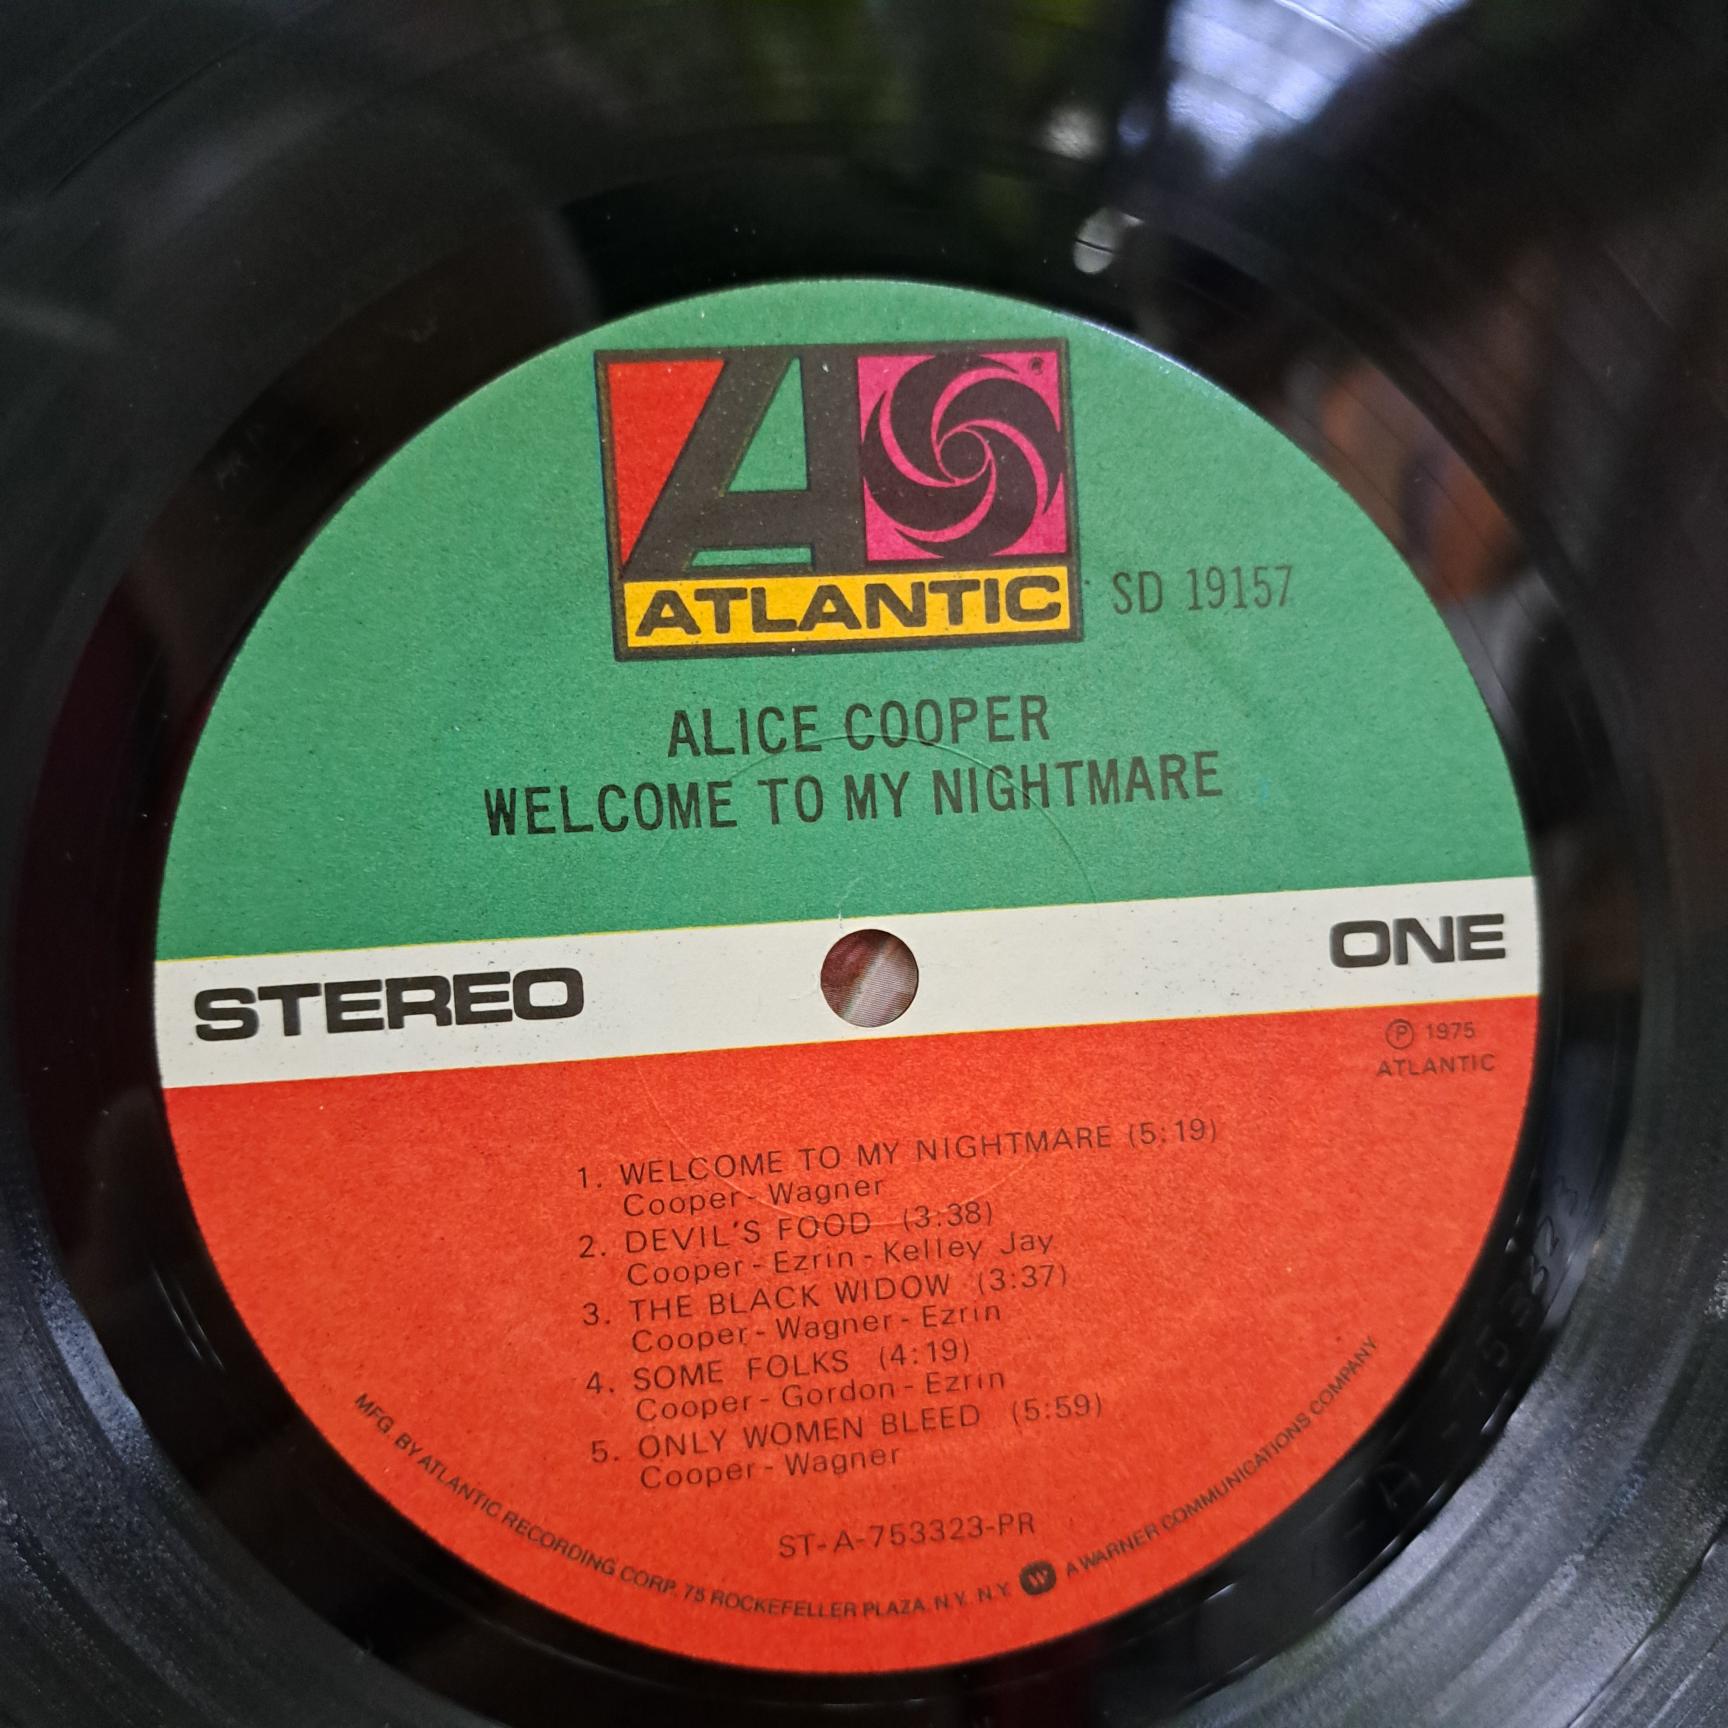 ATLANTIC
SD 19157
ALICE COOPER
WELCOME TO MY NIGHTMARE
STEREO
ONE
℗ 1975
ATLANTIC
1. WELCOME TO MY NIGHTMARE (5:19)
Cooper - Wagner
2. DEVIL'S FOOD (3:38)
Cooper - Ezrin - Kelley Jay
3. THE BLACK WIDOW (3:37)
Cooper - Wagner - Ezrin
4. SOME FOLKS (4:19)
Cooper - Gordon - Ezrin
5. ONLY WOMEN BLEED (5:59)
Cooper - Wagner
ST-A-753323-PR
MFG. BY ATLANTIC RECORDING CORP. 75 ROCKEFELLER PLAZA, N.Y. N.Y. W A WARNER COMMUNICATIONS COMPANY